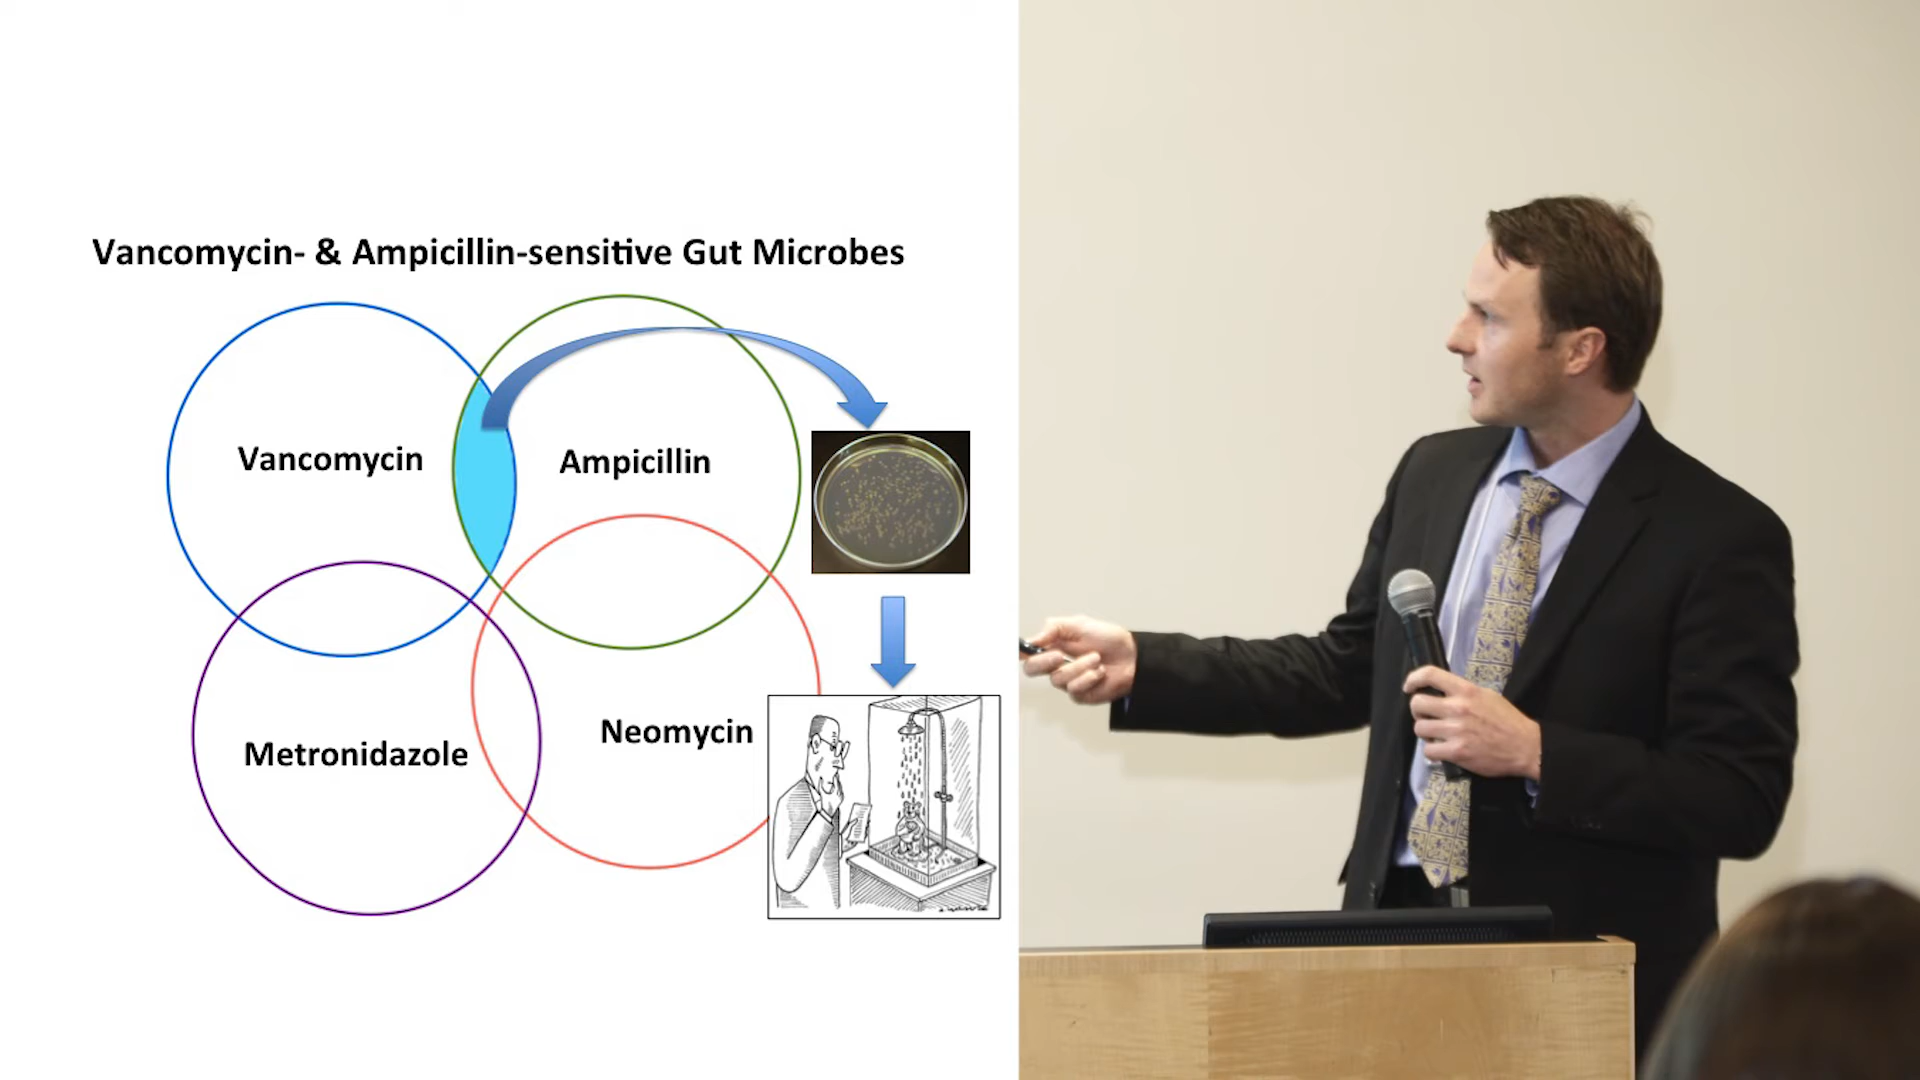 Vancomycin- & Ampicillin-sensitive Gut Microbes
Vancomycin
Ampicillin
Metronidazole
Neomycin